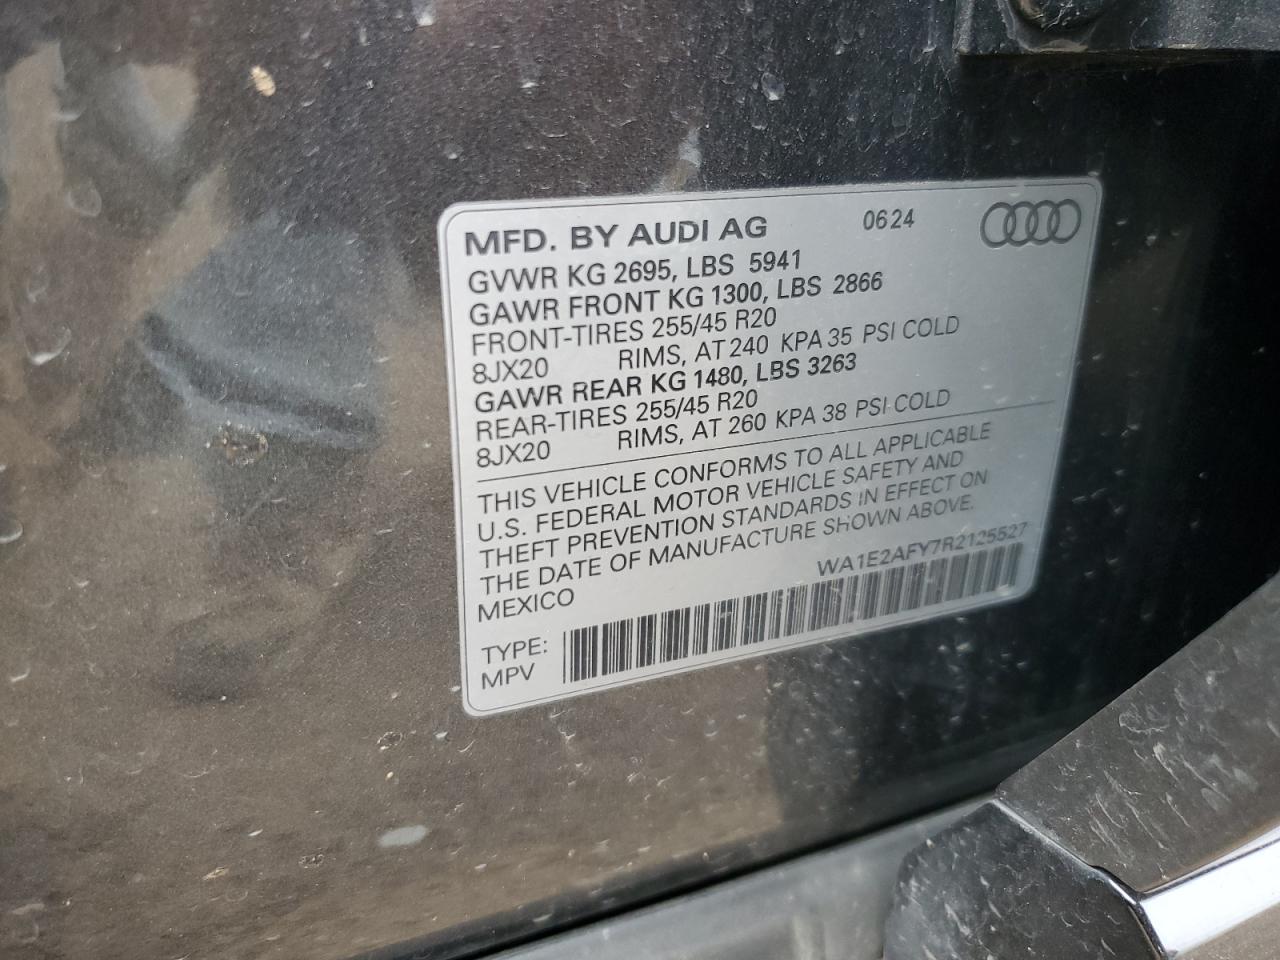 MFD. BY AUDI AG 0624
GVWR KG 2695, LBS 5941
GAWR FRONT KG 1300, LBS 2866
FRONT-TIRES 255/45 R20
8JX20 RIMS, AT 240 KPA 35 PSI COLD
GAWR REAR KG 1480, LBS 3263
REAR-TIRES 255/45 R20
8JX20 RIMS, AT 260 KPA 38 PSI COLD
THIS VEHICLE CONFORMS TO ALL APPLICABLE
U.S. FEDERAL MOTOR VEHICLE SAFETY AND
THEFT PREVENTION STANDARDS IN EFFECT ON
THE DATE OF MANUFACTURE SHOWN ABOVE.
MEXICO WA1E2AFY7R2125527
TYPE:
MPV